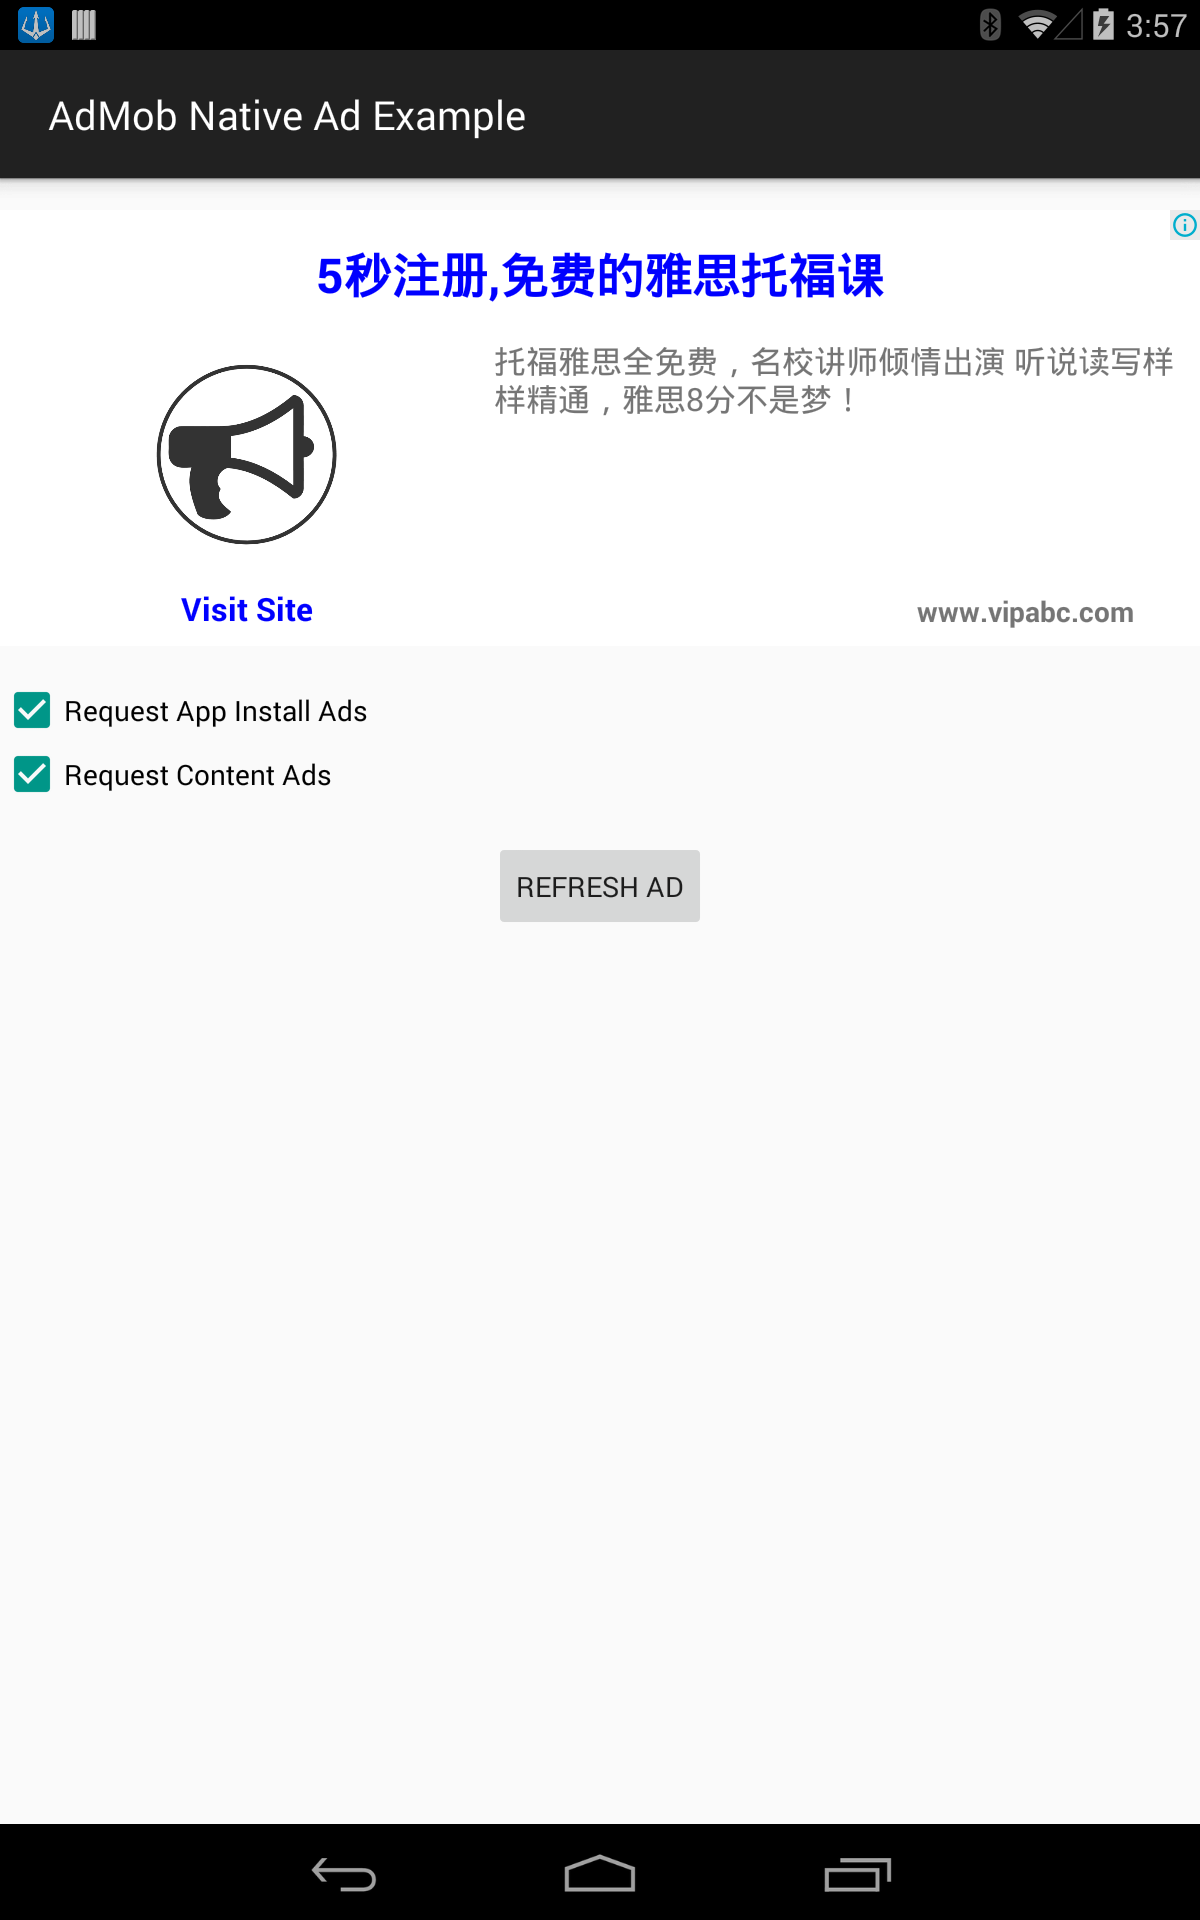 3:57
AdMob Native Ad Example
5秒注册,免费的雅思托福课
托福雅思全免费，名校讲师倾情出演 听说读写样
样精通，雅思8分不是梦！
Visit Site
www.vipabc.com
Request App Install Ads
Request Content Ads
REFRESH AD